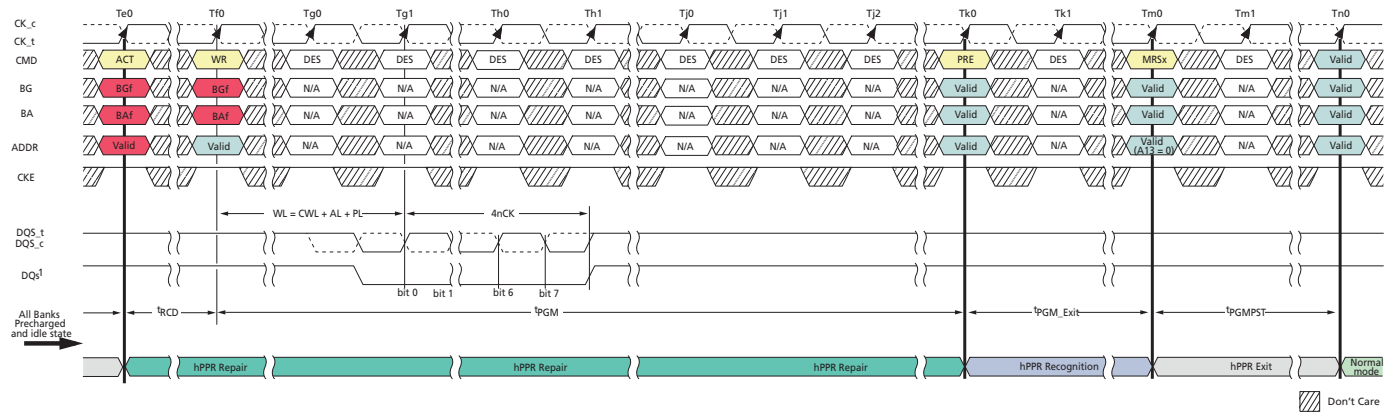 Te0 Tf0 Tg0 Tg1 Th0 Th1 Tj0 Tj1 Tj2 Tk0 Tk1 Tm0 Tm1 Tn0
CK_c
CK_t
CMD ACT WR DES DES DES DES DES DES DES PRE DES MRSx DES Valid
BG BGf BGf N/A N/A N/A N/A N/A N/A N/A Valid N/A Valid N/A Valid
BA BAf BAf N/A N/A N/A N/A N/A N/A N/A Valid N/A Valid N/A Valid
ADDR Valid Valid N/A N/A N/A N/A N/A N/A N/A Valid N/A Valid (A13 = 0) N/A Valid
CKE
WL = CWL + AL + PL 4nCK
DQS_t
DQS_c
DQs1
bit 0 bit 1 bit 6 bit 7
All Banks
Precharged
and idle state
tRCD tPGM tPGM_Exit tPGMPST
hPPR Repair hPPR Repair hPPR Repair hPPR Recognition hPPR Exit Normal
mode
Don't Care